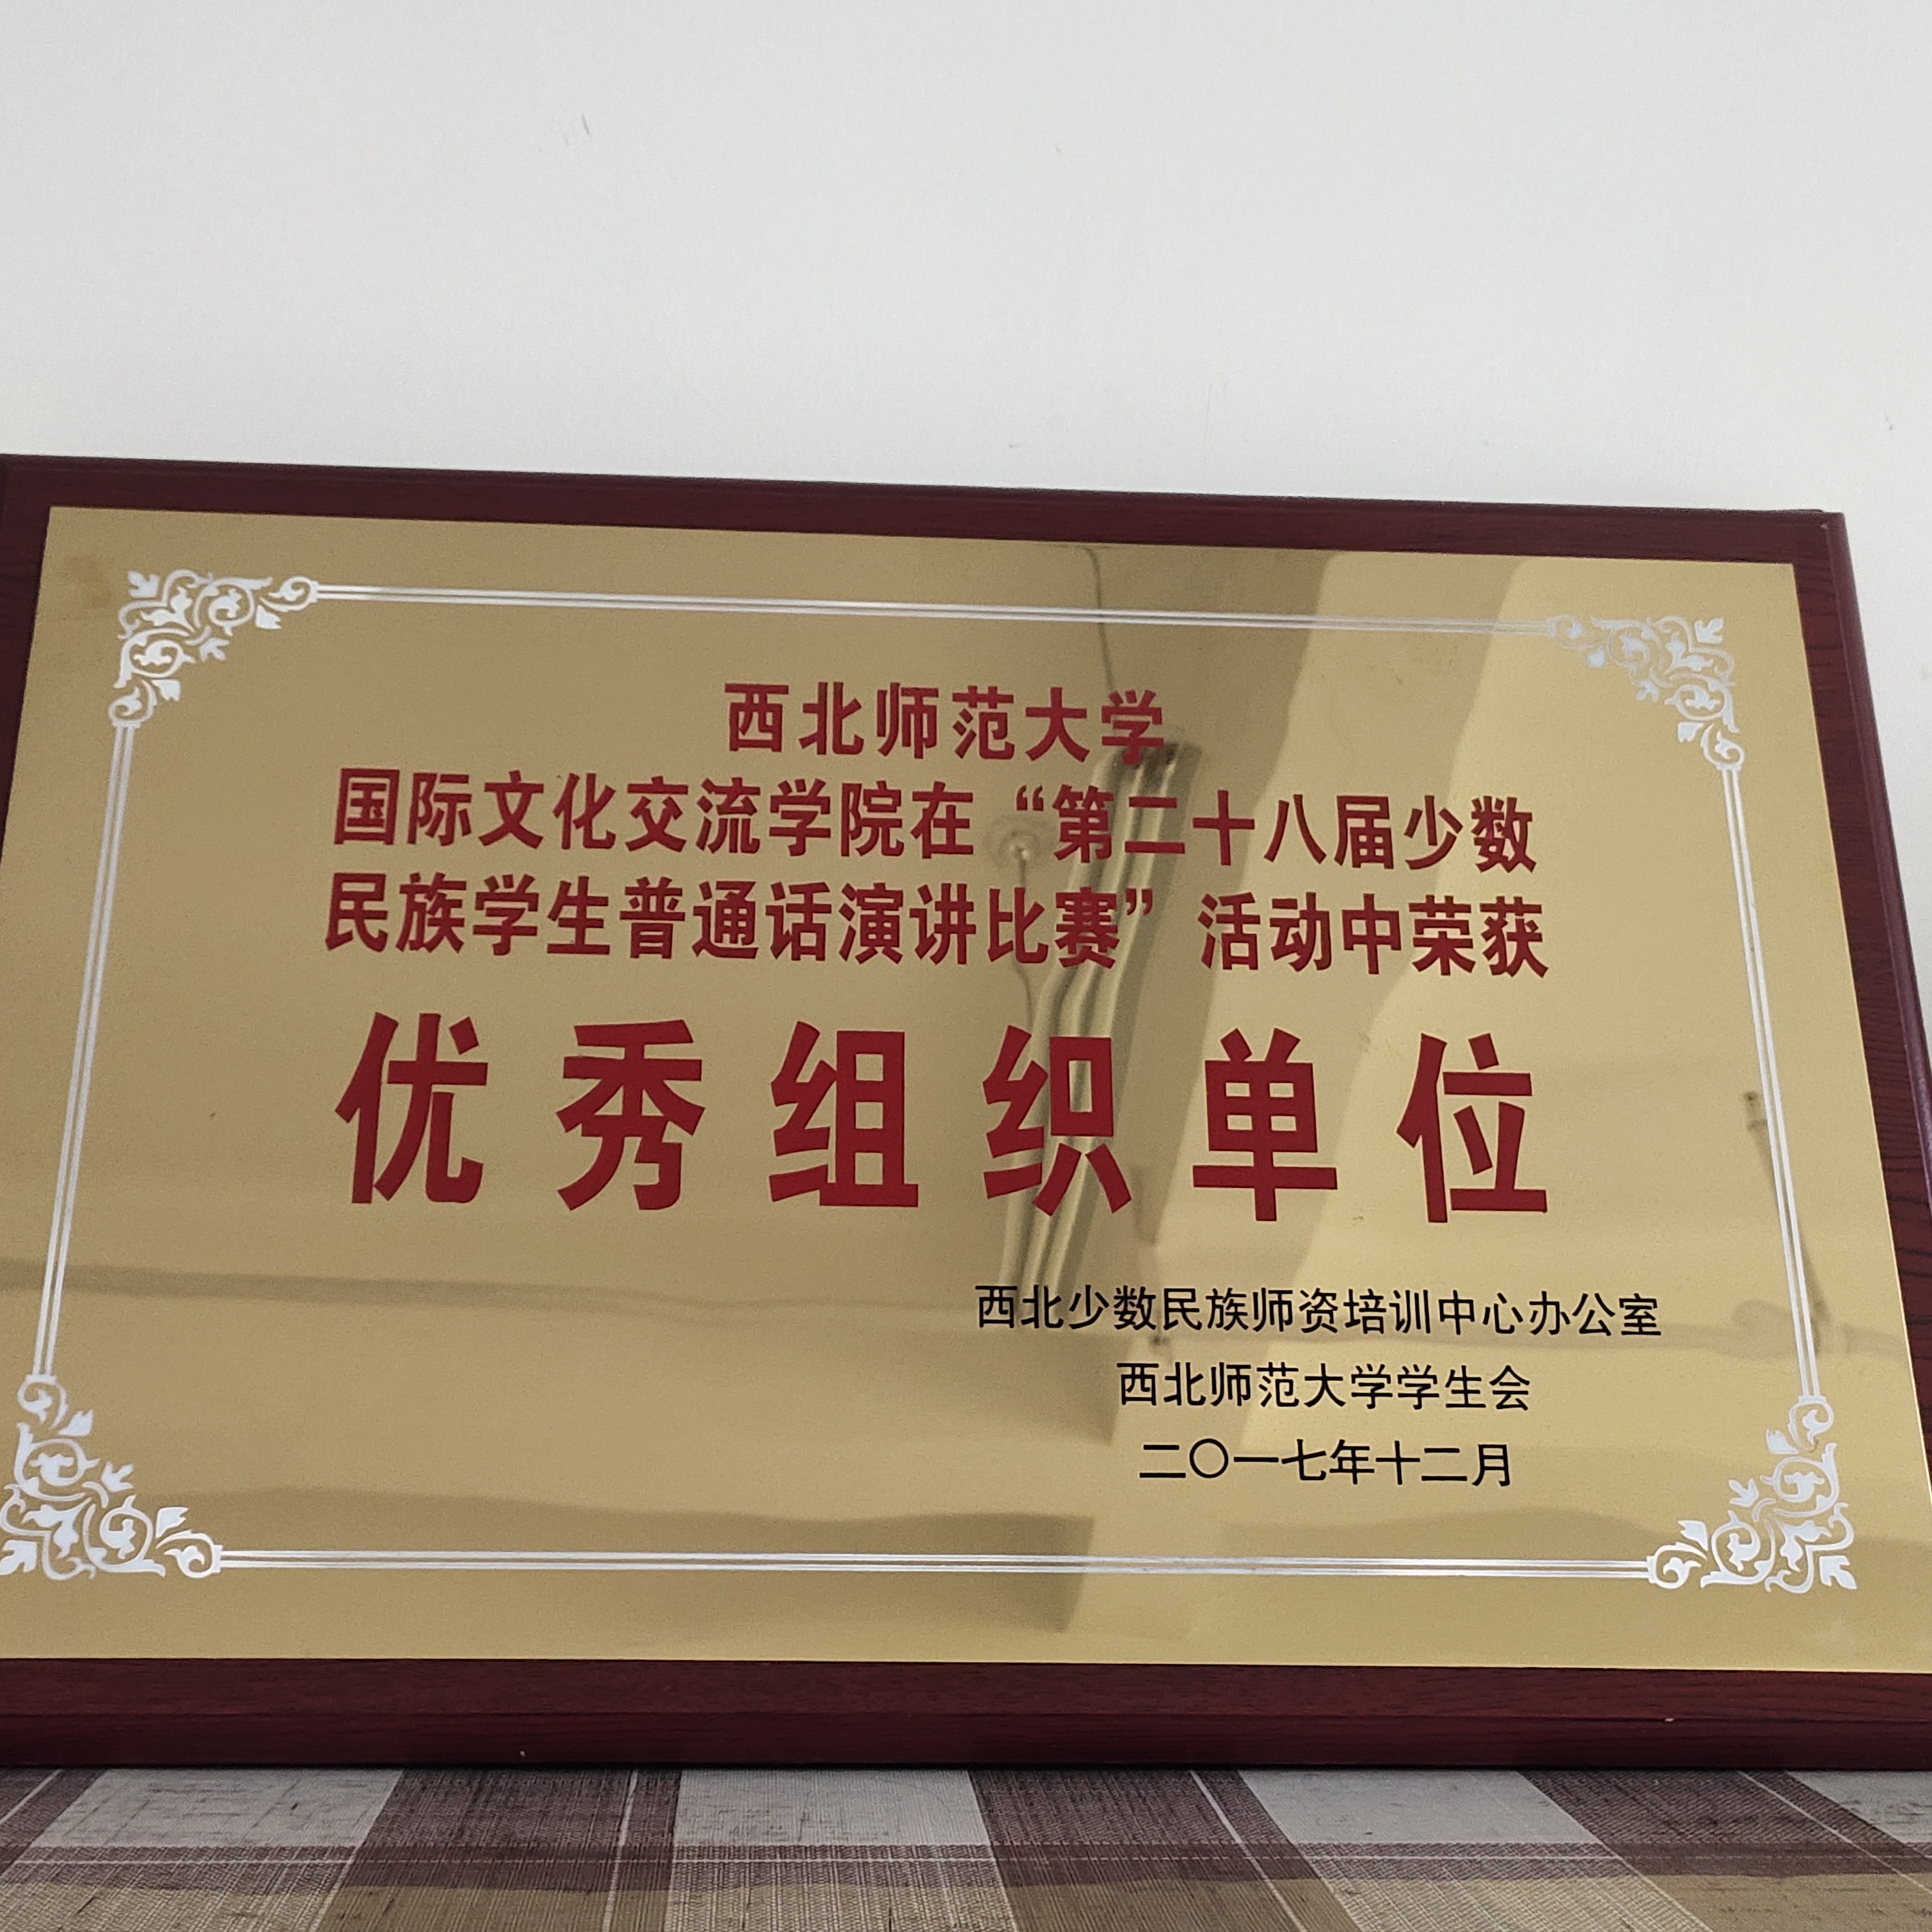 西北师范大学
国际文化交流学院在“第二十八届少数
民族学生普通话演讲比赛”活动中荣获
优秀组织单位
西北少数民族师资培训中心办公室
西北师范大学学生会
二〇一七年十二月